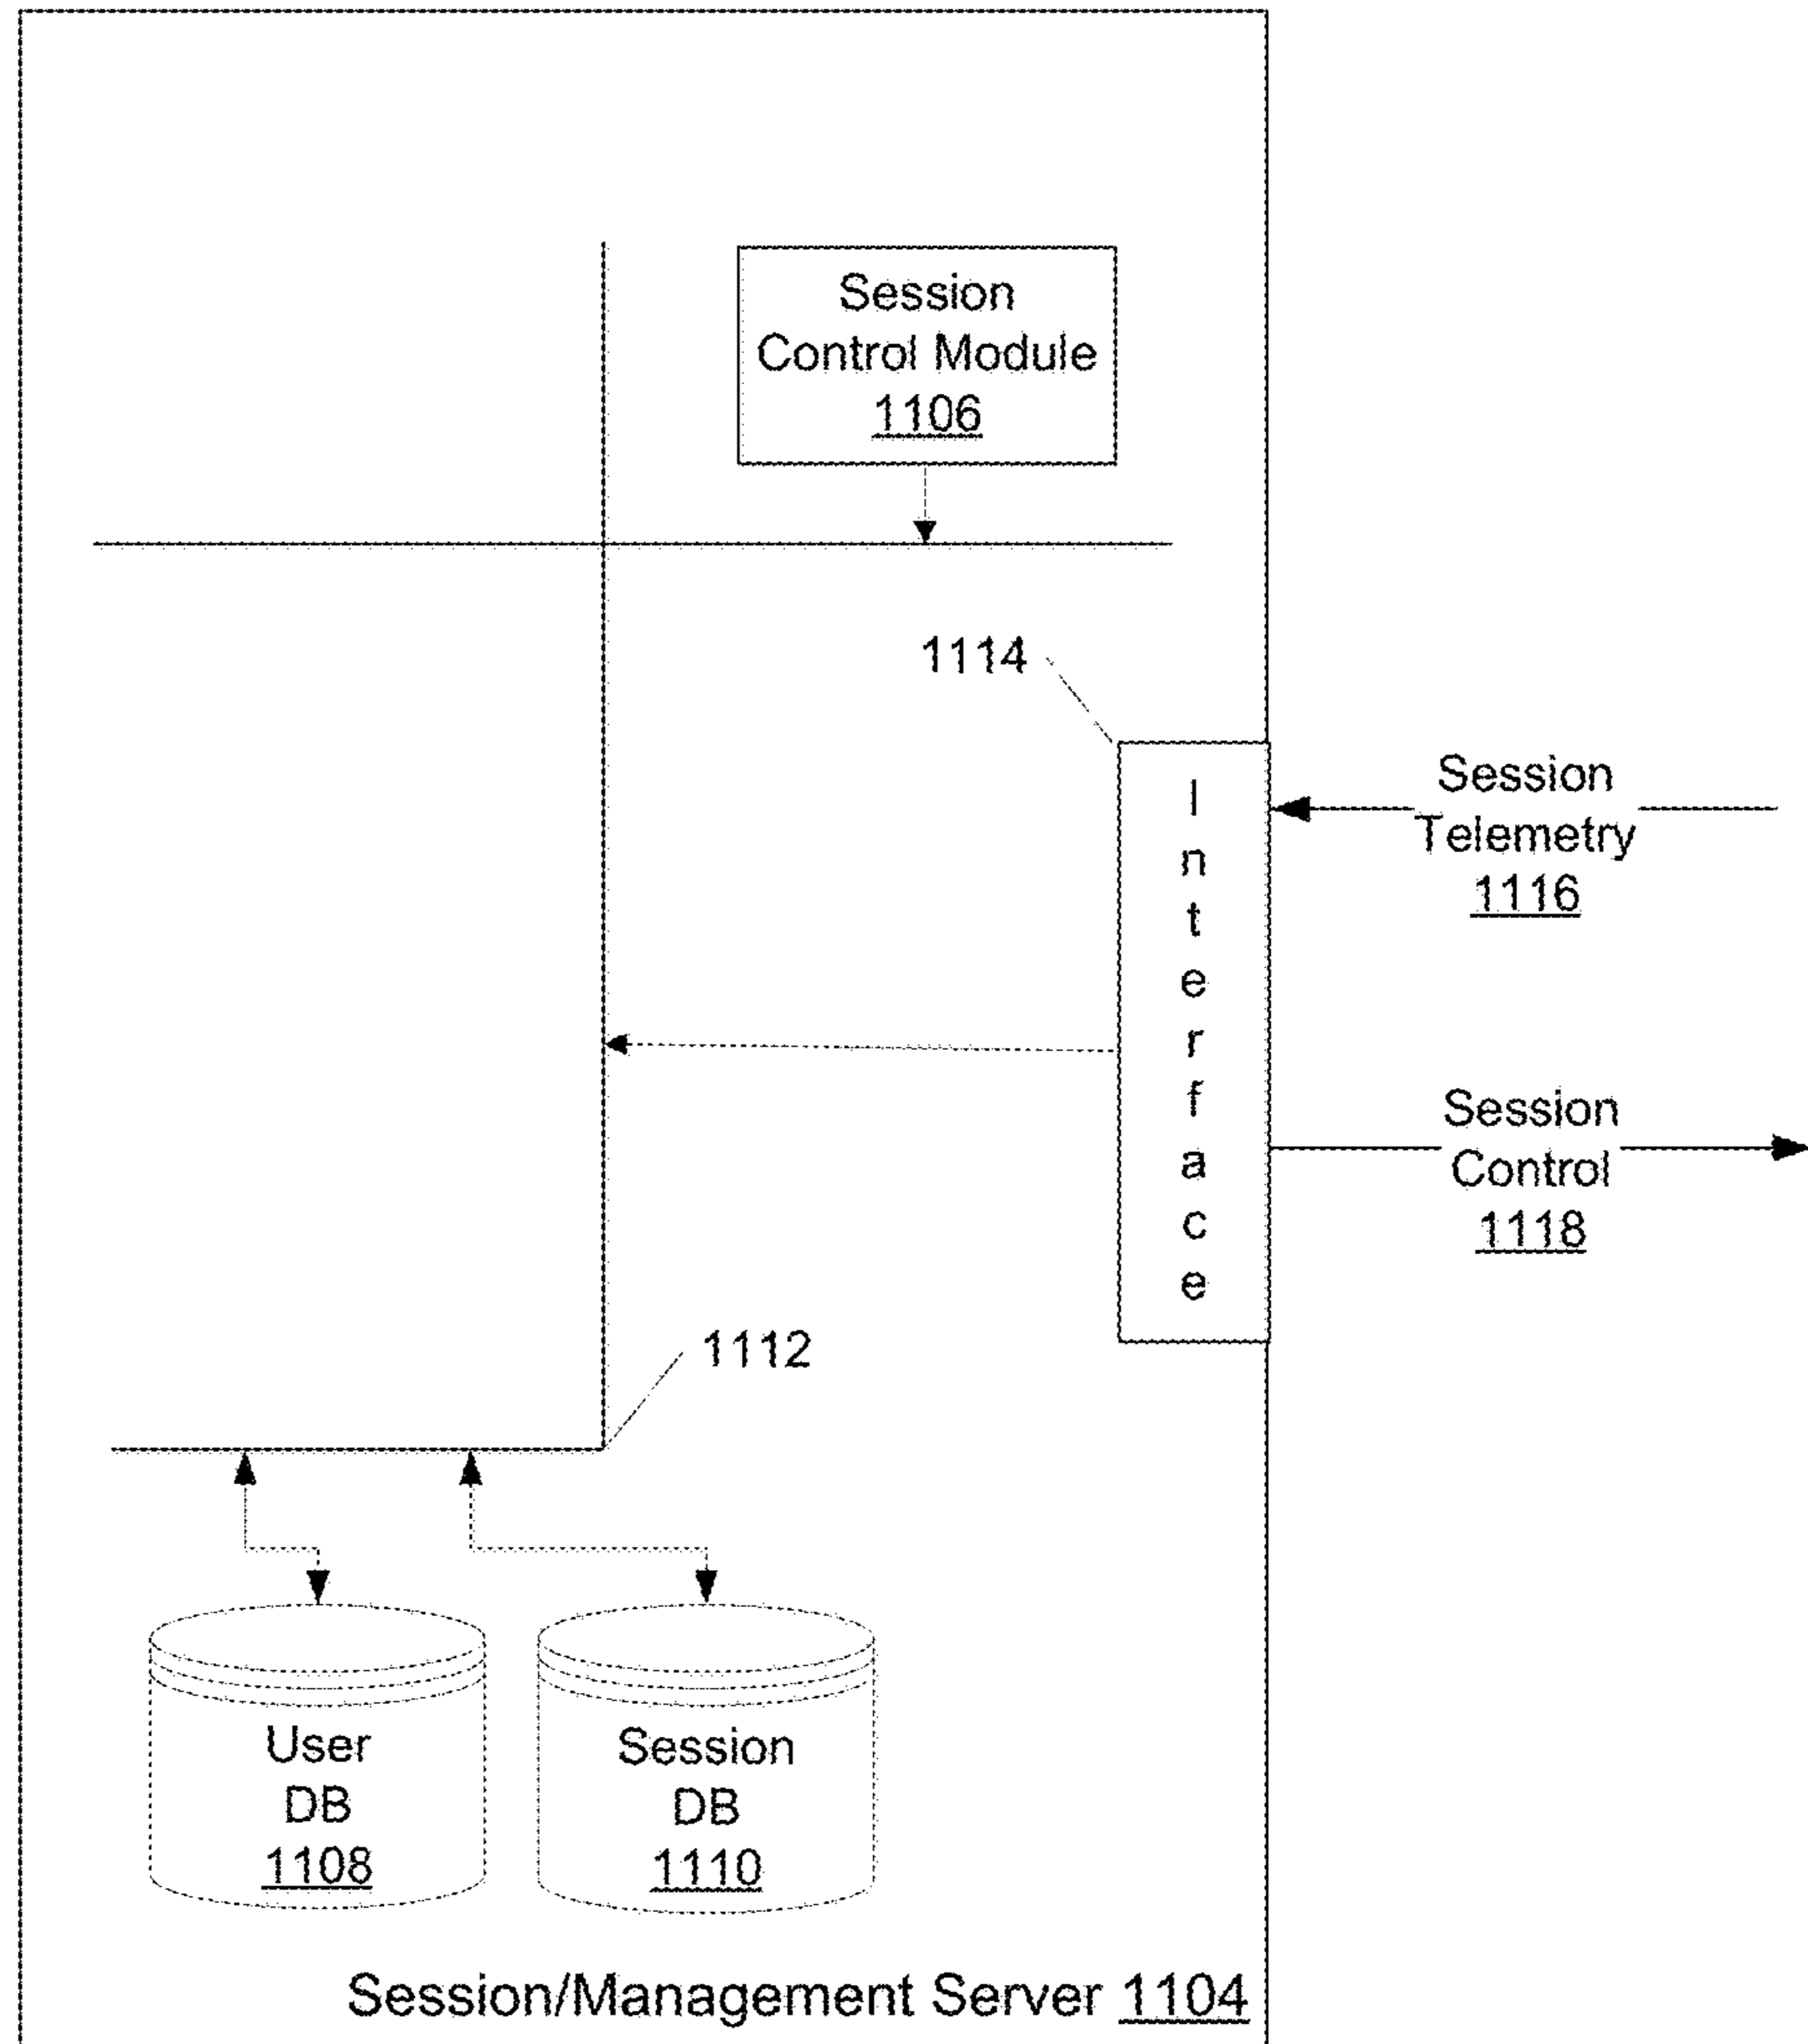 Session
Control Module
1106
1114
Interface
Session
Telemetry
1116
Session
Control
1118
1112
User
DB
1108
Session
DB
1110
Session/Management Server 1104